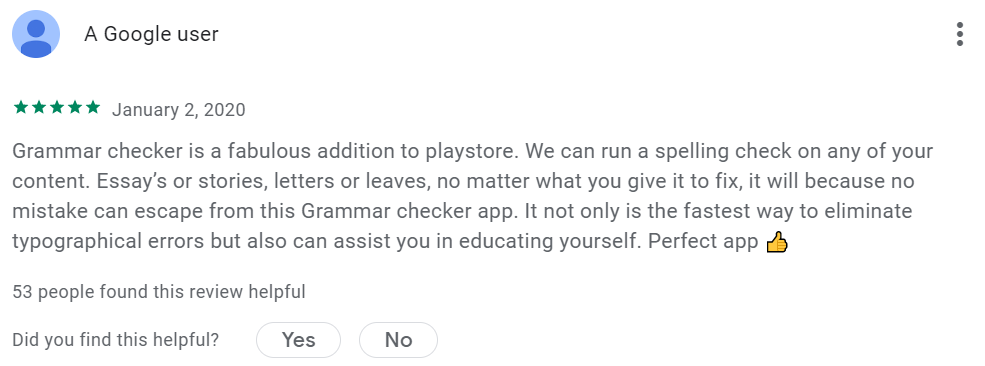 A Google user
January 2, 2020
Grammar checker is a fabulous addition to playstore. We can run a spelling check on any of your
content. Essay’s or stories, letters or leaves, no matter what you give it to fix, it will because no
mistake can escape from this Grammar checker app. It not only is the fastest way to eliminate
typographical errors but also can assist you in educating yourself. Perfect app 👍
53 people found this review helpful
Did you find this helpful? Yes No